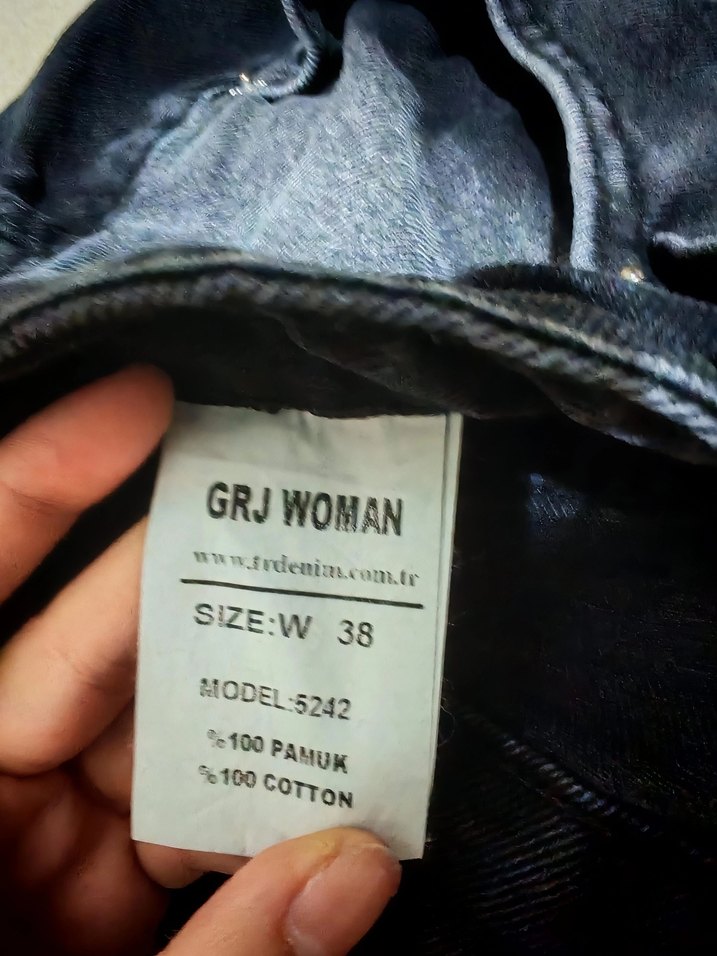 GRJ WOMAN
www.trdenim.com.tr
SIZE:W 38
MODEL:5242
%100 PAMUK
%100 COTTON